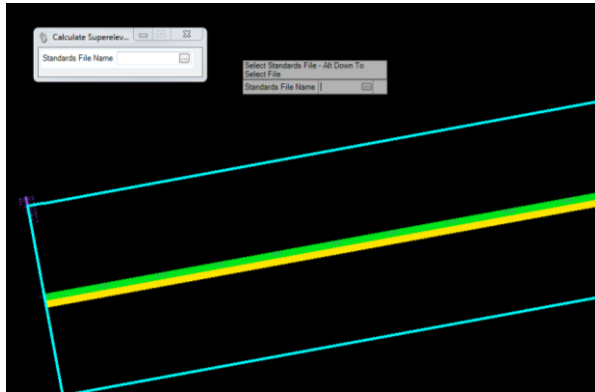 Calculate Superelev...
Standards File Name
Select Standards File - Alt Down To
Select File
Standards File Name